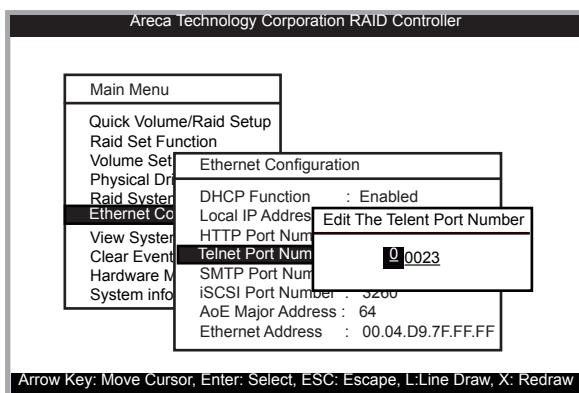 Areca Technology Corporation RAID Controller
Main Menu
Quick Volume/Raid Setup
Raid Set Function
Volume Set
Physical Dri
Raid System
Ethernet Co
View System
Clear Event
Hardware M
System info
Ethernet Configuration
DHCP Function : Enabled
Local IP Addres
HTTP Port Num
Telnet Port Num
SMTP Port Num
iSCSI Port Number : 3260
AoE Major Address : 64
Ethernet Address : 00.04.D9.7F.FF.FF
Edit The Telent Port Number
0 0023
Arrow Key: Move Cursor, Enter: Select, ESC: Escape, L:Line Draw, X: Redraw